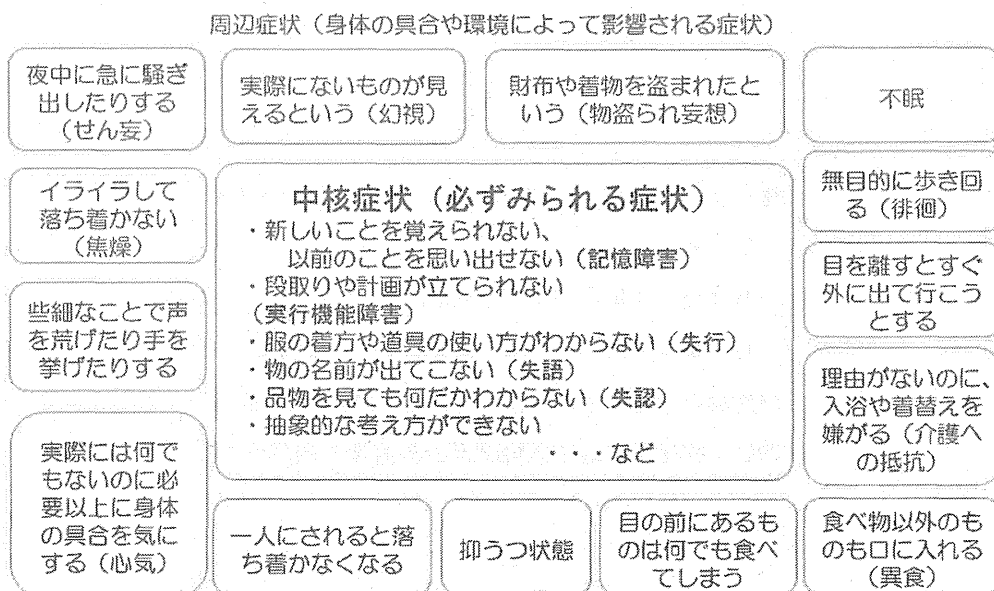 周辺症状（身体の具合や環境によって影響される症状）
夜中に急に騒ぎ
出したりする
（せん妄）
実際にないものが見
えるという（幻視）
財布や着物を盗まれたと
いう（物盗られ妄想）
不眠
イライラして
落ち着かない
（焦燥）
中核症状（必ずみられる症状）
・新しいことを覚えられない、
以前のことを思い出せない（記憶障害）
・段取りや計画が立てられない
（実行機能障害）
・服の着方や道具の使い方がわからない（失行）
・物の名前が出てこない（失語）
・品物を見ても何だかわからない（失認）
・抽象的な考え方ができない
・・・など
無目的に歩き回
る（徘徊）
些細なことで声
を荒げたり手を
挙げたりする
目を離すとすぐ
外に出て行こう
とする
理由がないのに、
入浴や着替えを
嫌がる（介護へ
の抵抗）
実際には何で
もないのに必
要以上に身体
の具合を気に
する（心気）
一人にされると落
ち着かなくなる
抑うつ状態
目の前にあるも
のは何でも食べ
てしまう
食べ物以外のも
のも口に入れる
（異食）